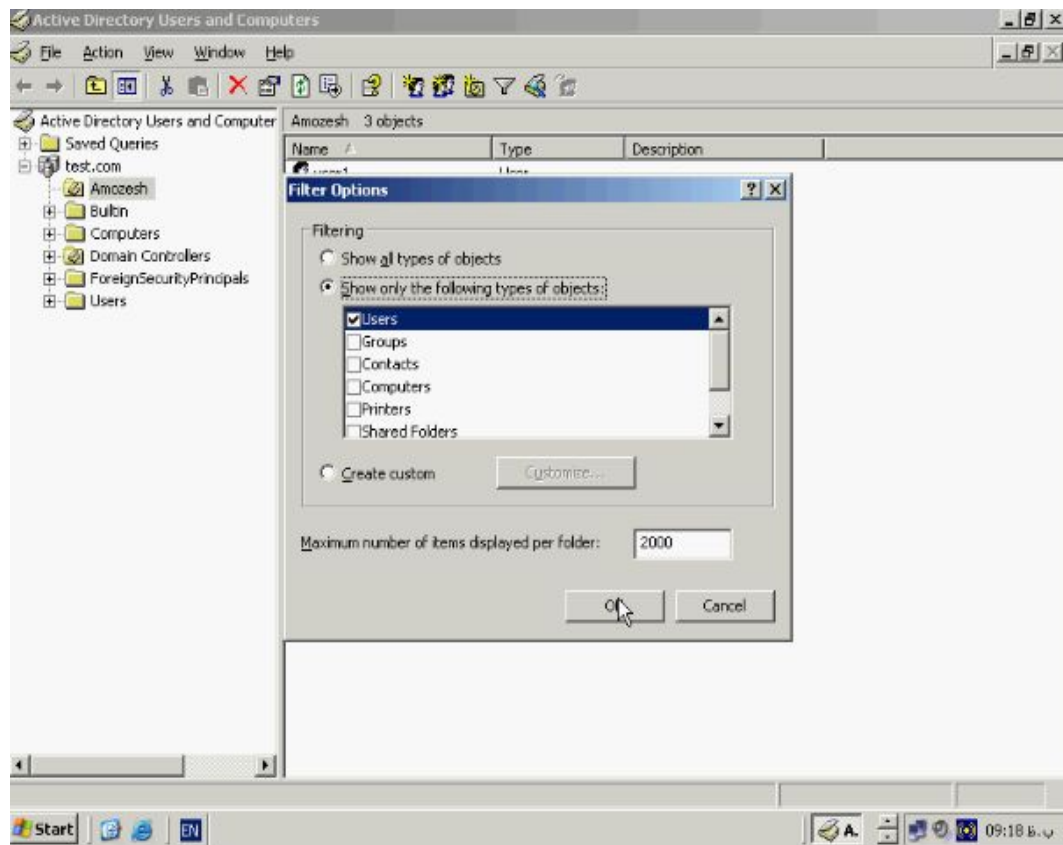 Active Directory Users and Computers
File Action View Window Help
Active Directory Users and Computer
Amozesh 3 objects
Saved Queries
Name Type Description
test.com
user1 User
Amozesh
Builtin
Computers
Domain Controllers
ForeignSecurityPrincipals
Users
Filter Options
Filtering
Show all types of objects
Show only the following types of objects:
Users
Groups
Contacts
Computers
Printers
Shared Folders
Create custom
Customize...
Maximum number of items displayed per folder: 2000
OK Cancel
Start EN A. 09:18 ب.ظ